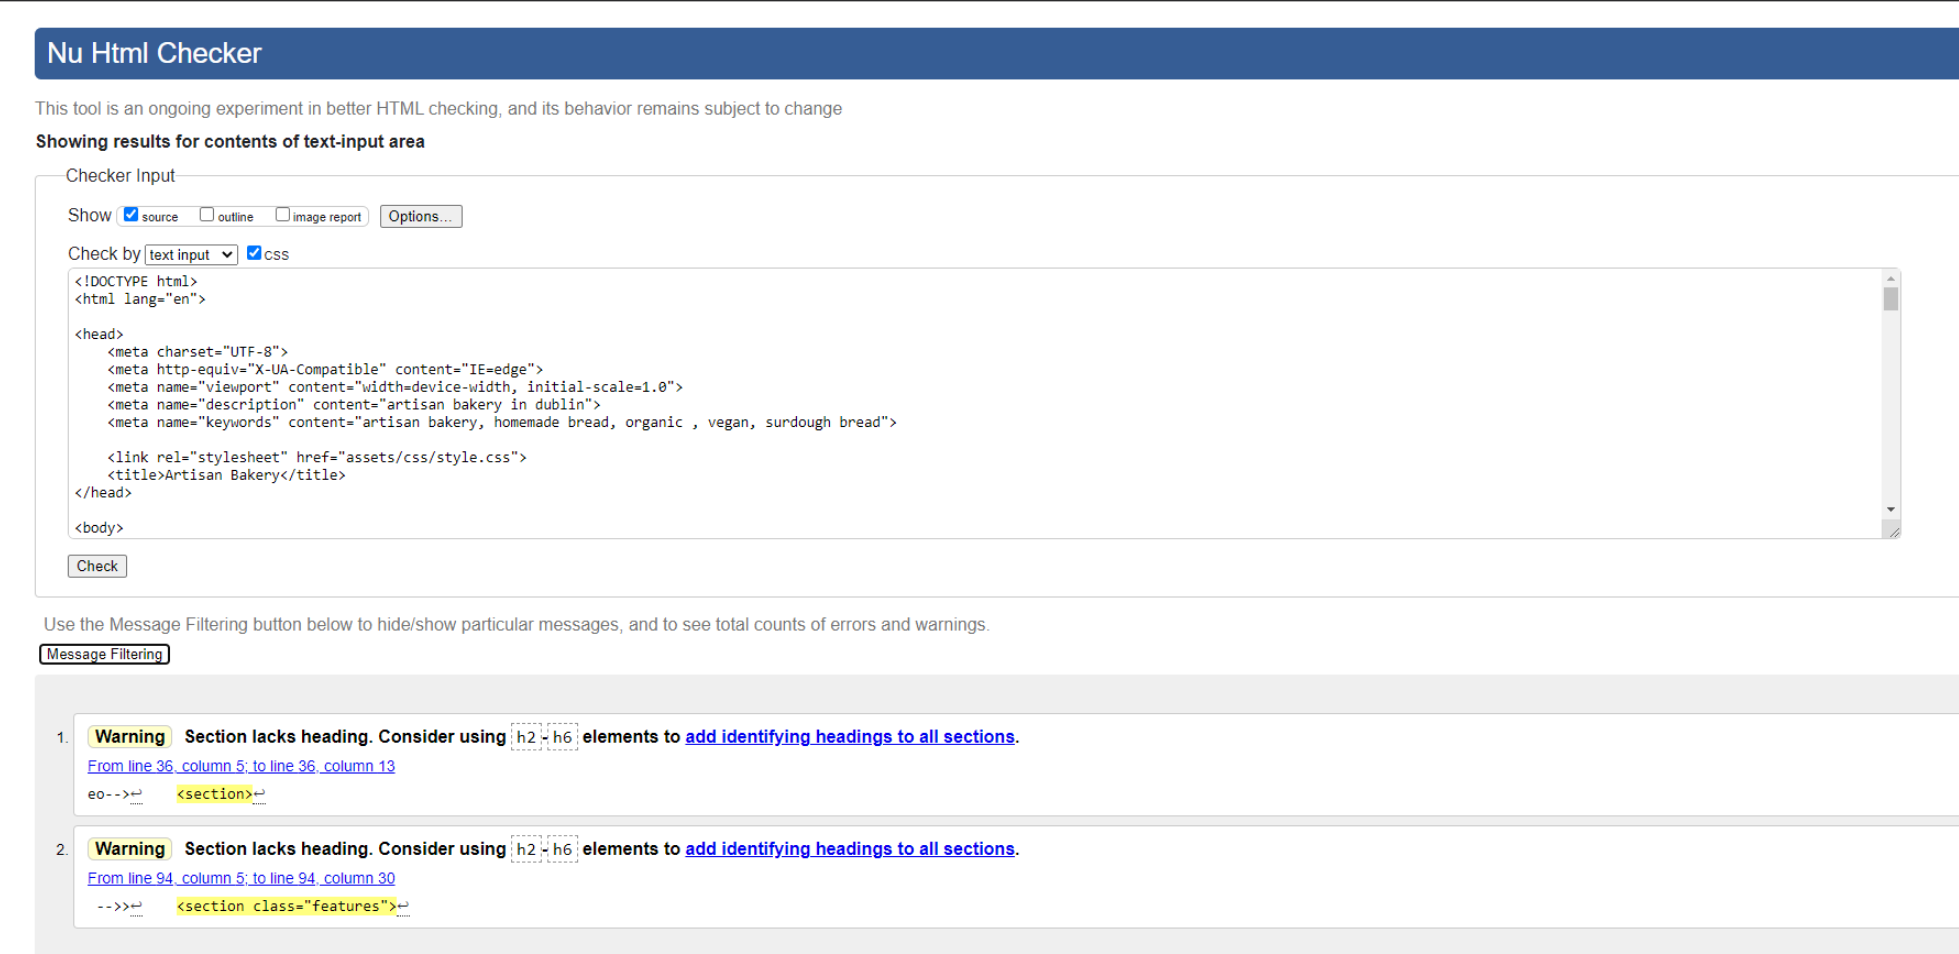 Nu Html Checker
This tool is an ongoing experiment in better HTML checking, and its behavior remains subject to change
Showing results for contents of text-input area
Checker Input
Show source outline image report Options...
Check by text input css
<!DOCTYPE html>
<html lang="en">
<head>
<meta charset="UTF-8">
<meta http-equiv="X-UA-Compatible" content="IE=edge">
<meta name="viewport" content="width=device-width, initial-scale=1.0">
<meta name="description" content="artisan bakery in dublin">
<meta name="keywords" content="artisan bakery, homemade bread, organic , vegan, surdough bread">
<link rel="stylesheet" href="assets/css/style.css">
<title>Artisan Bakery</title>
</head>
<body>
Check
Use the Message Filtering button below to hide/show particular messages, and to see total counts of errors and warnings.
Message Filtering
1. Warning Section lacks heading. Consider using h2-h6 elements to add identifying headings to all sections.
From line 36, column 5; to line 36, column 13
eo-->↩ <section>↩
2. Warning Section lacks heading. Consider using h2-h6 elements to add identifying headings to all sections.
From line 94, column 5; to line 94, column 30
-->>↩ <section class="features">↩